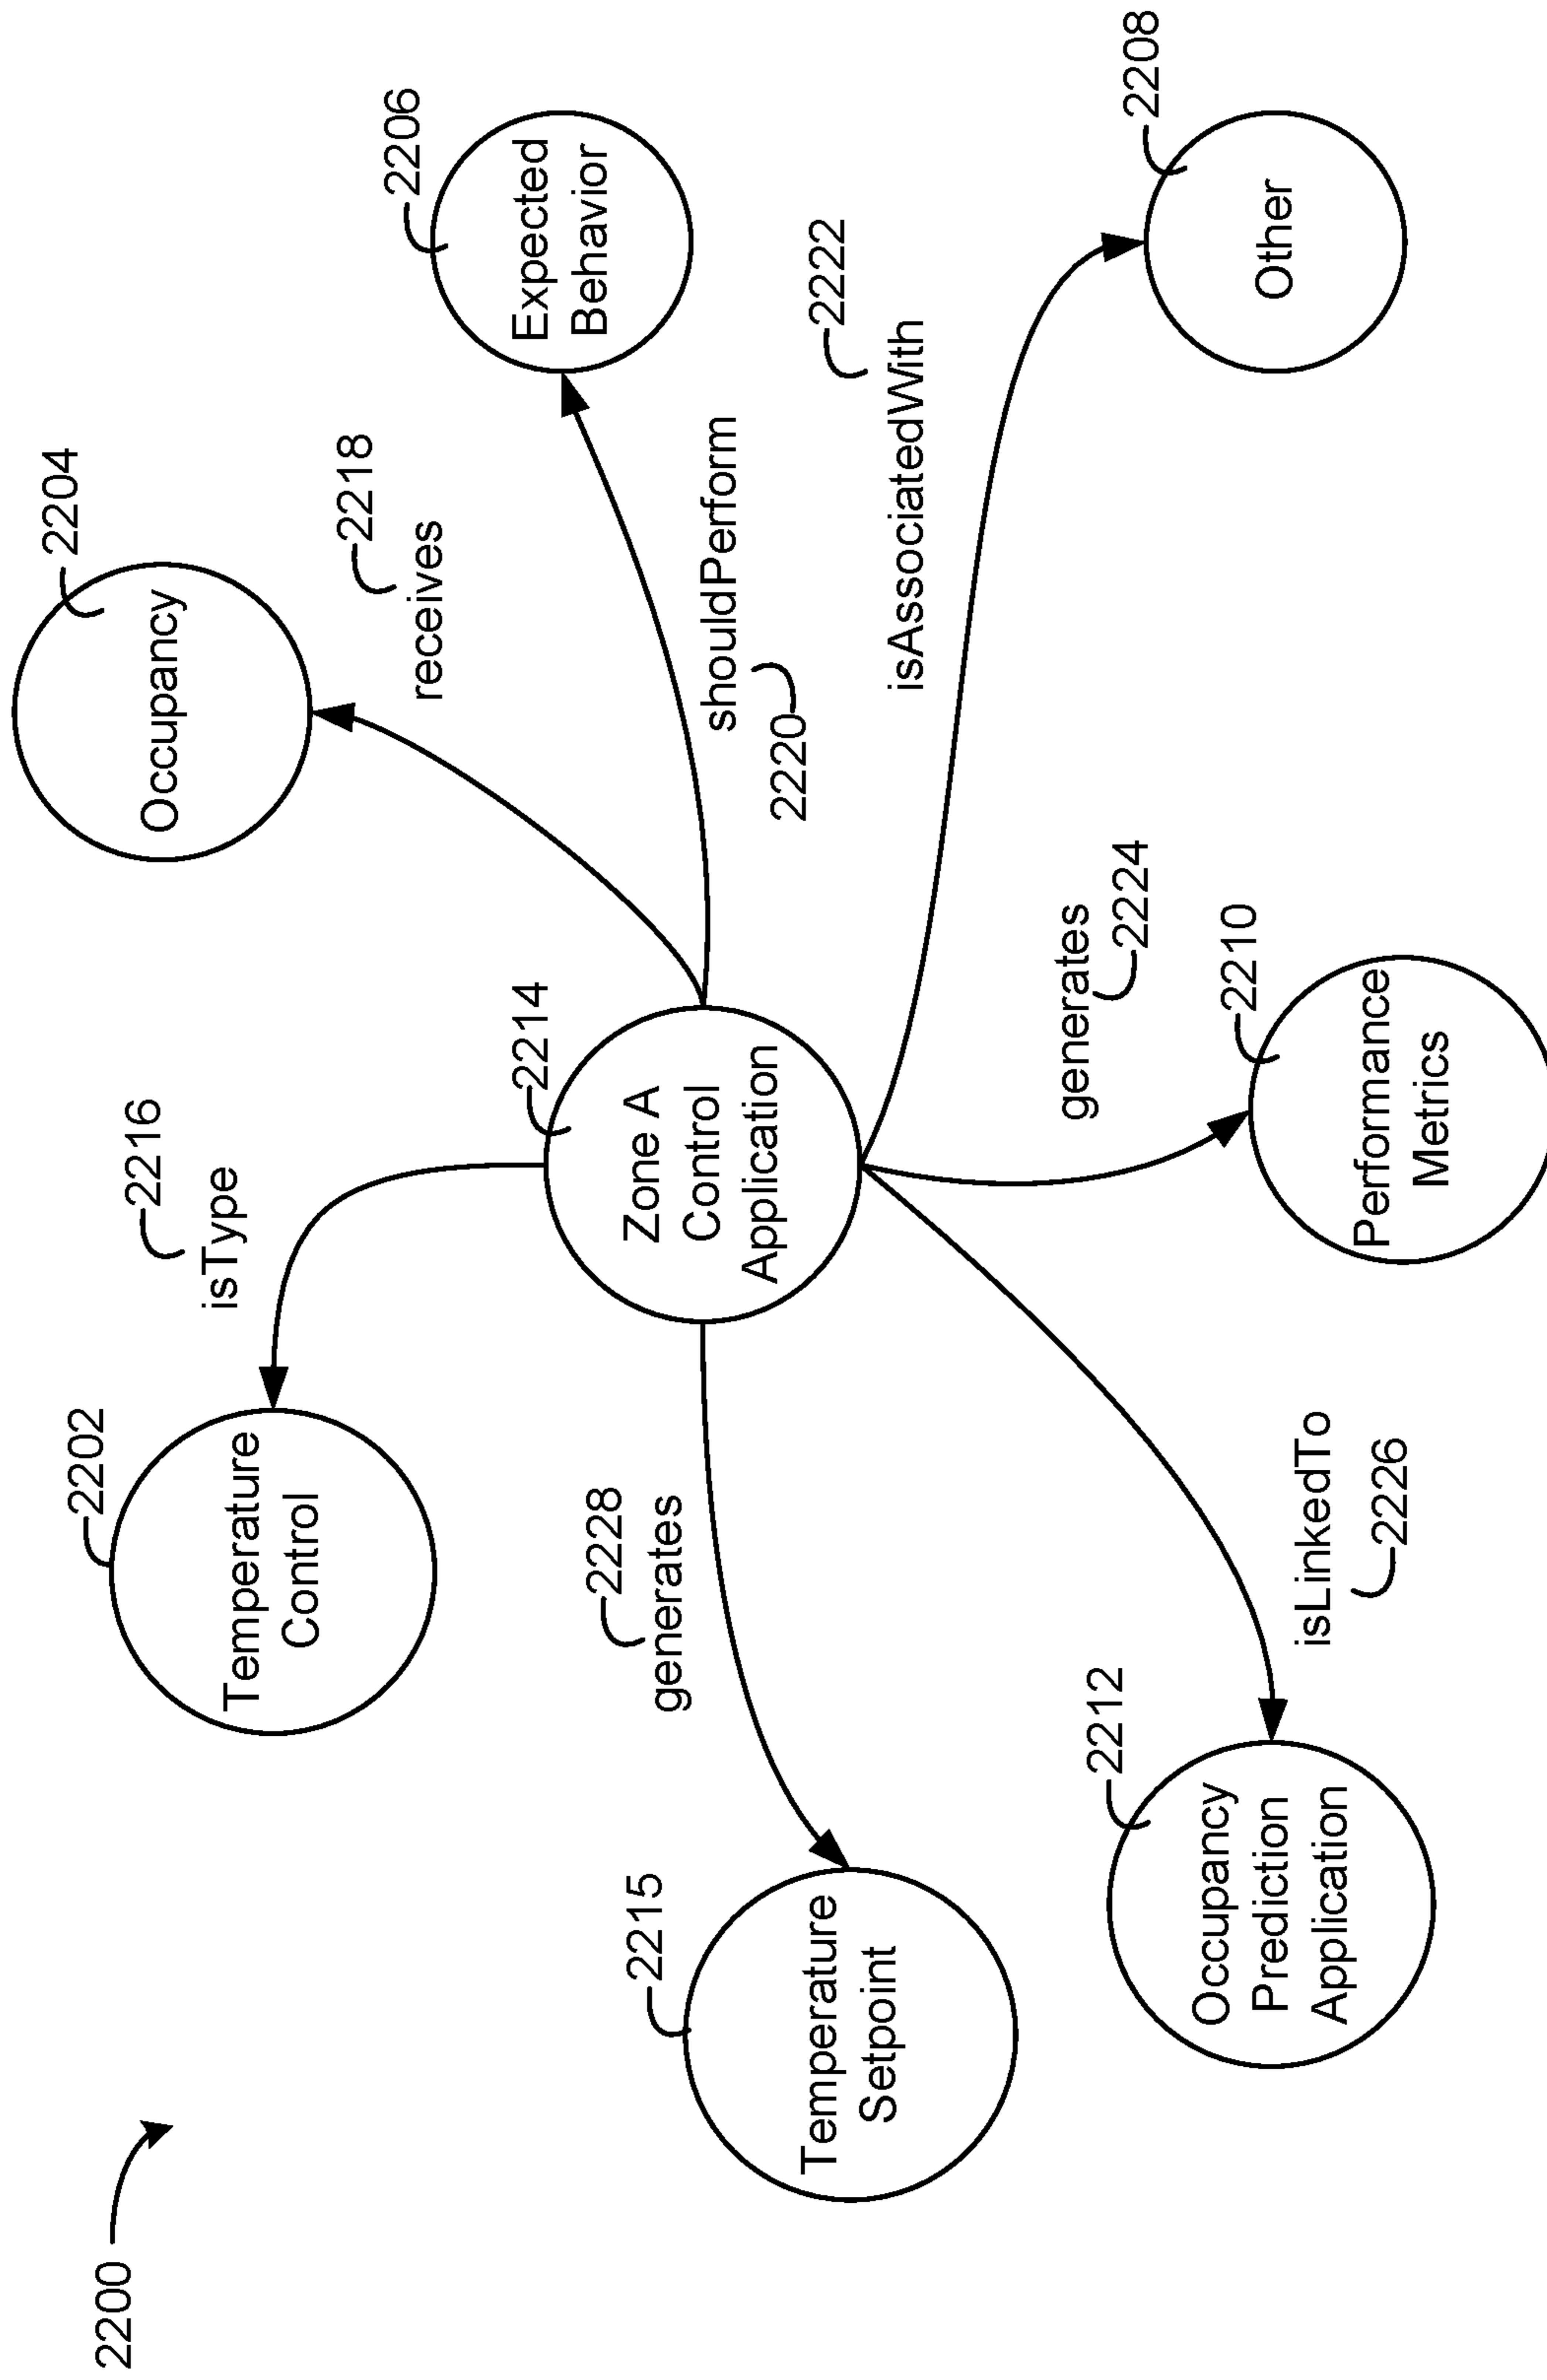 2200
2202
Temperature
Control
2216
isType
2204
Occupancy
2218
receives
2206
Expected
Behavior
shouldPerform
2220
2214
Zone A
Control
Application
2228
generates
2215
Temperature
Setpoint
2222
isAssociatedWith
2208
Other
generates
2224
2210
Performance
Metrics
isLinkedTo
2226
2212
Occupancy
Prediction
Application